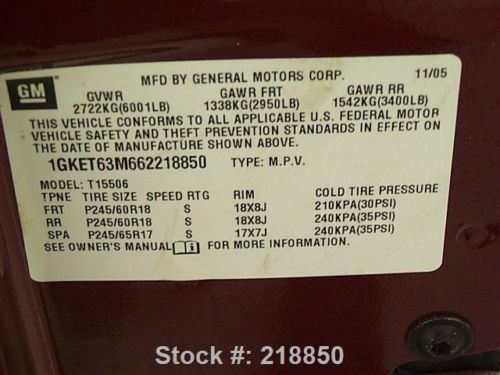 GM
MFD BY GENERAL MOTORS CORP. 11/05
GVWR GAWR FRT GAWR RR
2722KG(6001LB) 1338KG(2950LB) 1542KG(3400LB)
THIS VEHICLE CONFORMS TO ALL APPLICABLE U.S. FEDERAL MOTOR
VEHICLE SAFETY AND THEFT PREVENTION STANDARDS IN EFFECT ON
THE DATE OF MANUFACTURE SHOWN ABOVE.
1GKET63M662218850 TYPE: M.P.V.
MODEL: T15506
TPNE TIRE SIZE SPEED RTG RIM COLD TIRE PRESSURE
FRT P245/60R18 S 18X8J 210KPA(30PSI)
RR P245/60R18 S 18X8J 240KPA(35PSI)
SPA P245/65R17 S 17X7J 240KPA(35PSI)
SEE OWNER'S MANUAL FOR MORE INFORMATION.
Stock #: 218850